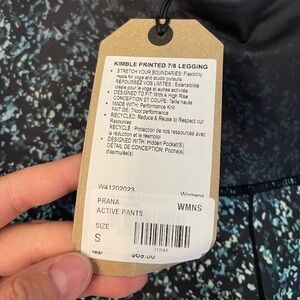 KIMBLE PRINTED 7/8 LEGGING
• STRETCH YOUR BOUNDARIES: Flexibility
made for yoga and studio pursuits
REPOUSSEZ VOS LIMITES : Extensibilité
idéale pour le yoga et autres activités
• DESIGNED TO FIT: With A High Rise
CONCEPTION ET COUPE: Taille haute
• MADE WITH: Performance Knit
FAIT DE: Tricot performance
• RECYCLED: Reduce & Reuse to Respect our
Resources
RECYCLÉ : Protection de nos ressources avec
la réduction et le réemploi
• DESIGNED WITH: Hidden Pocket(S)
DÉTAIL DE CONCEPTION: Poche(s)
dissimulée(s)
W41202023
Womens
PRANA
WMNS
ACTIVE PANTS
SIZE
S
$89.00